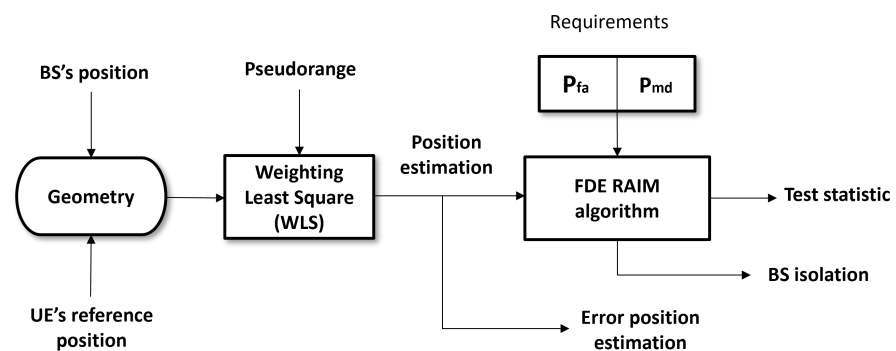 Requirements
BS's position
Pseudorange
Pfa
Pmd
Position
estimation
Geometry
Weighting
Least Square
(WLS)
FDE RAIM
algorithm
Test statistic
BS isolation
UE's reference
position
Error position
estimation